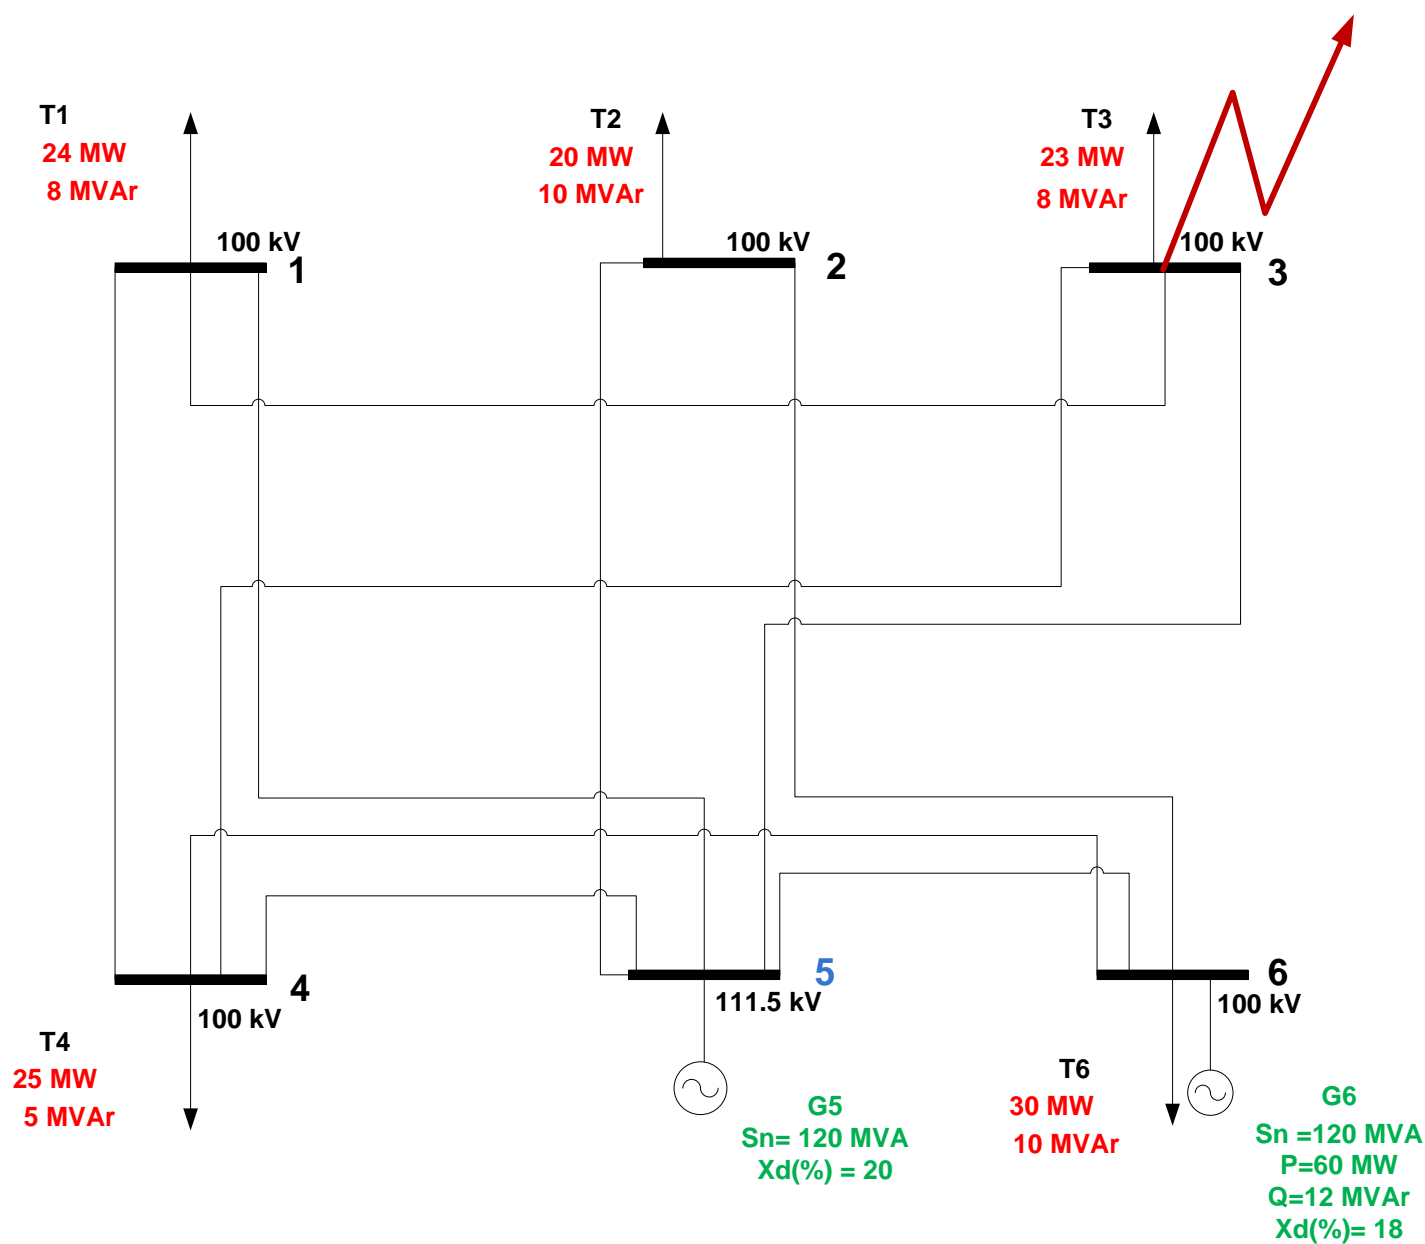 T1
24 MW
8 MVAr
100 kV
1
T2
20 MW
10 MVAr
100 kV
2
T3
23 MW
8 MVAr
100 kV
3
4
100 kV
T4
25 MW
5 MVAr
5
111.5 kV
G5
Sn= 120 MVA
Xd(%) = 20
6
100 kV
T6
30 MW
10 MVAr
G6
Sn =120 MVA
P=60 MW
Q=12 MVAr
Xd(%)= 18